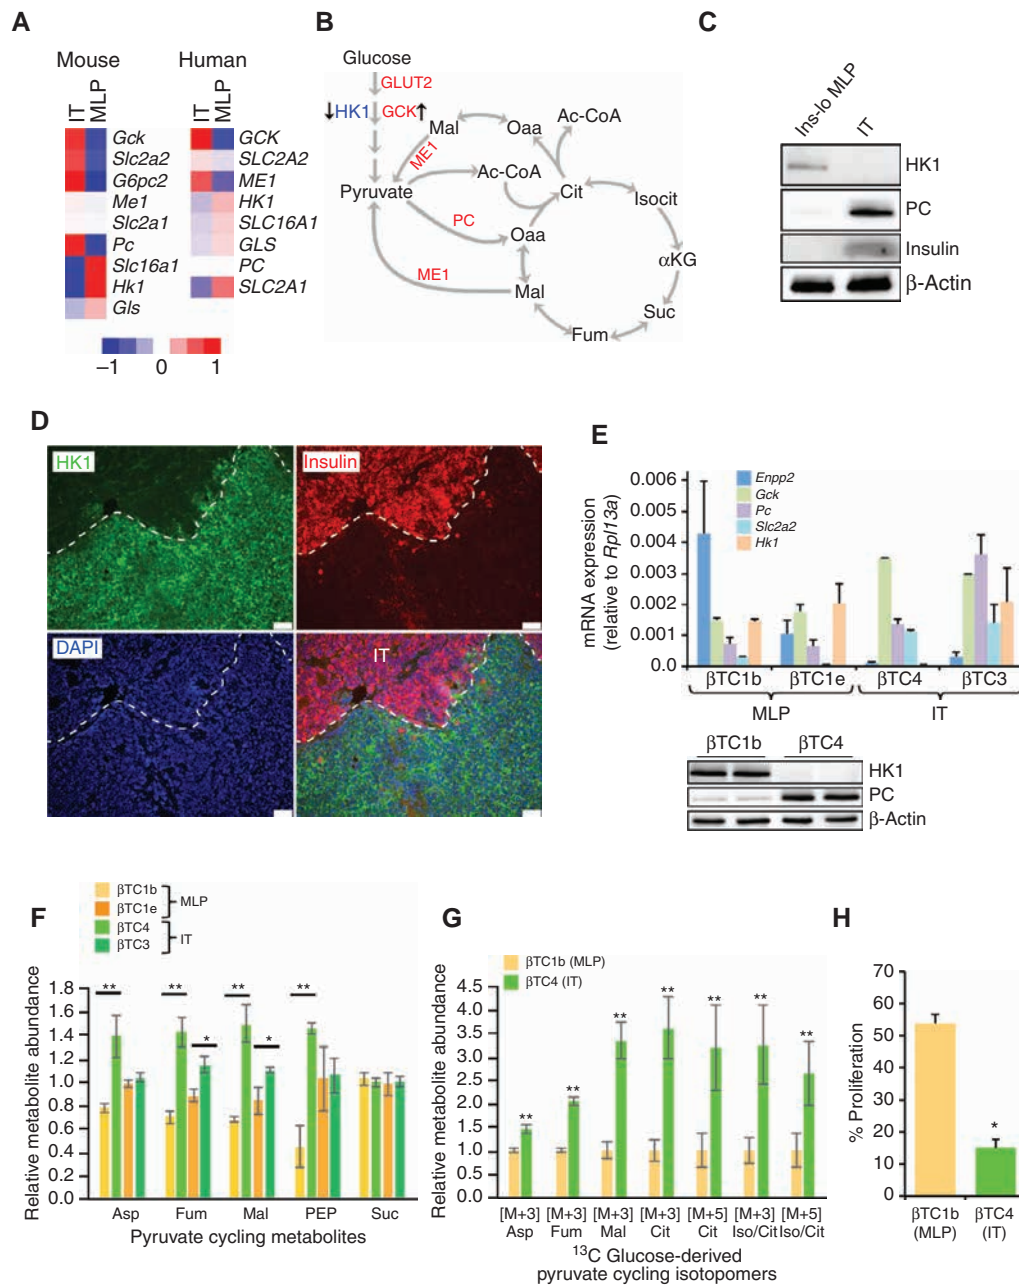 A
Mouse
Human
IT
MLP
IT
MLP
Gck
Slc2a2
G6pc2
Me1
Slc2a1
Pc
Slc16a1
Hk1
Gls
GCK
SLC2A2
ME1
HK1
SLC16A1
GLS
PC
SLC2A1
−1 0 1
B
Glucose
GLUT2
HK1 GCK
Mal
Oaa
Ac-CoA
ME1
Ac-CoA
Pyruvate
Cit
Isocit
PC
Oaa
αKG
ME1
Mal
Suc
Fum
C
Ins-lo MLP
IT
HK1
PC
Insulin
β-Actin
D
HK1
Insulin
DAPI
IT
E
mRNA expression
(relative to Rpl13a)
0.006
0.005
0.004
0.003
0.002
0.001
0.0
Enpp2
Gck
Pc
Slc2a2
Hk1
βTC1b βTC1e βTC4 βTC3
MLP IT
βTC1b βTC4
HK1
PC
β-Actin
F
βTC1b
βTC1e
MLP
βTC4
βTC3
IT
Relative metabolite abundance
1.8
1.6
1.4
1.2
1.0
0.8
0.6
0.4
0.2
0.0
** ** ** **
* *
Asp Fum Mal PEP Suc
Pyruvate cycling metabolites
G
βTC1b (MLP)
βTC4 (IT)
Relative metabolite abundance
5.0
4.5
4.0
3.5
3.0
2.5
2.0
1.5
1.0
0.5
0.0
** ** ** ** ** ** **
[M+3] [M+3] [M+3] [M+3] [M+5] [M+3] [M+5]
Asp Fum Mal Cit Cit Iso/Cit Iso/Cit
¹³C Glucose-derived
pyruvate cycling isotopomers
H
% Proliferation
70
60
50
40
30
20
10
0
*
βTC1b βTC4
(MLP) (IT)